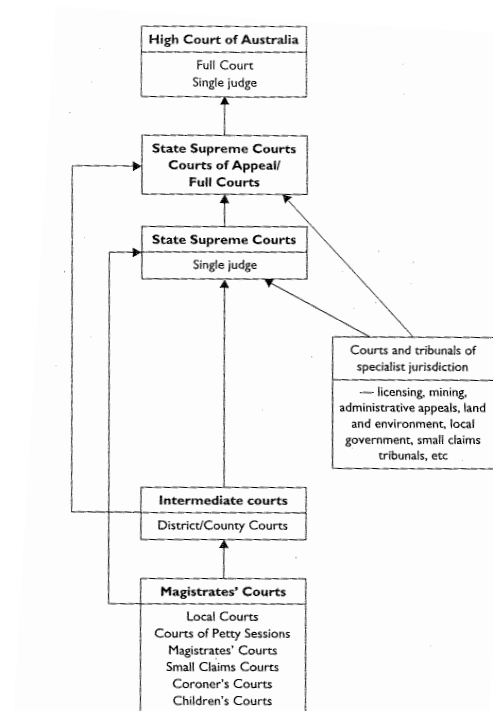 High Court of Australia
Full Court
Single judge
State Supreme Courts
Courts of Appeal/
Full Courts
State Supreme Courts
Single judge
Courts and tribunals of
specialist jurisdiction
— licensing, mining,
administrative appeals, land
and environment, local
government, small claims
tribunals, etc
Intermediate courts
District/County Courts
Magistrates' Courts
Local Courts
Courts of Petty Sessions
Magistrates' Courts
Small Claims Courts
Coroner's Courts
Children's Courts